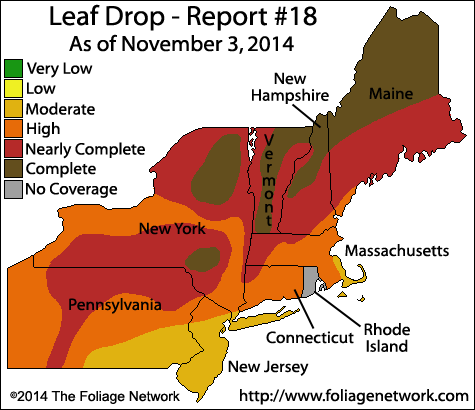 Leaf Drop - Report #18
As of November 3, 2014
Very Low
Low
Moderate
High
Nearly Complete
Complete
No Coverage
New
Hampshire
Maine
Vermont
New York
Massachusetts
Pennsylvania
Connecticut
Rhode
Island
New Jersey
©2014 The Foliage Network
http://www.foliagenetwork.com